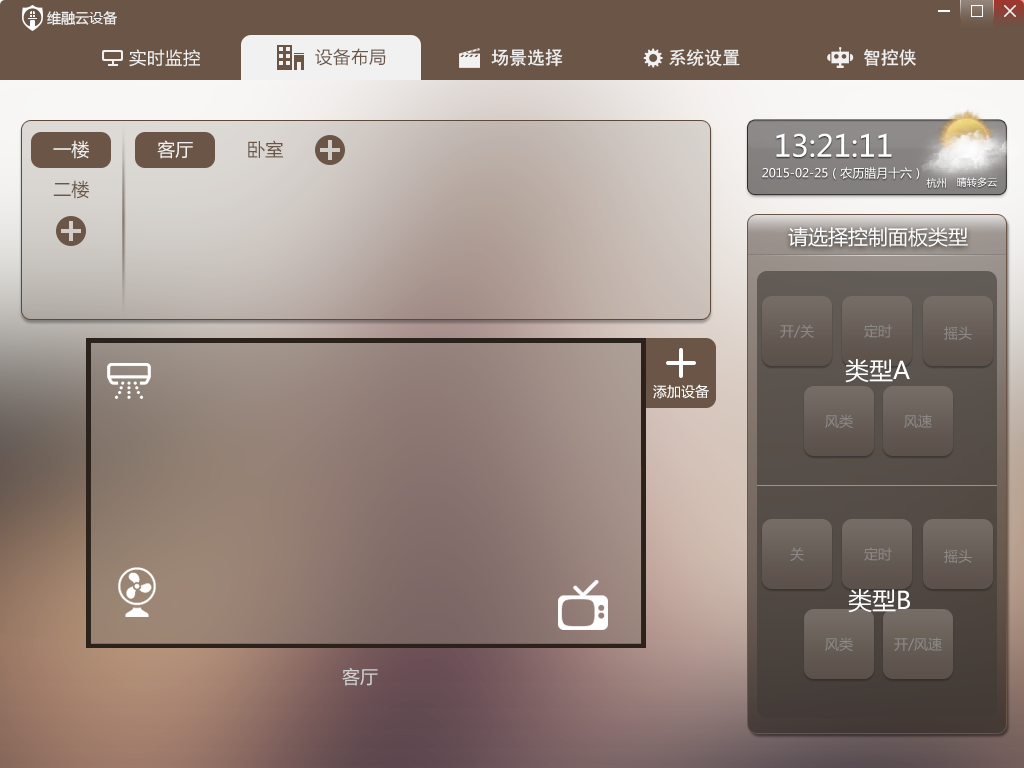 维融云设备
实时监控
设备布局
场景选择
系统设置
智控侠
一楼
客厅
卧室
二楼
添加设备
客厅
13:21:11
2015-02-25 ( 农历腊月十六 )
杭州 晴转多云
请选择控制面板类型
开/关
定时
摇头
类型A
风类
风速
关
定时
摇头
类型B
风类
开/风速